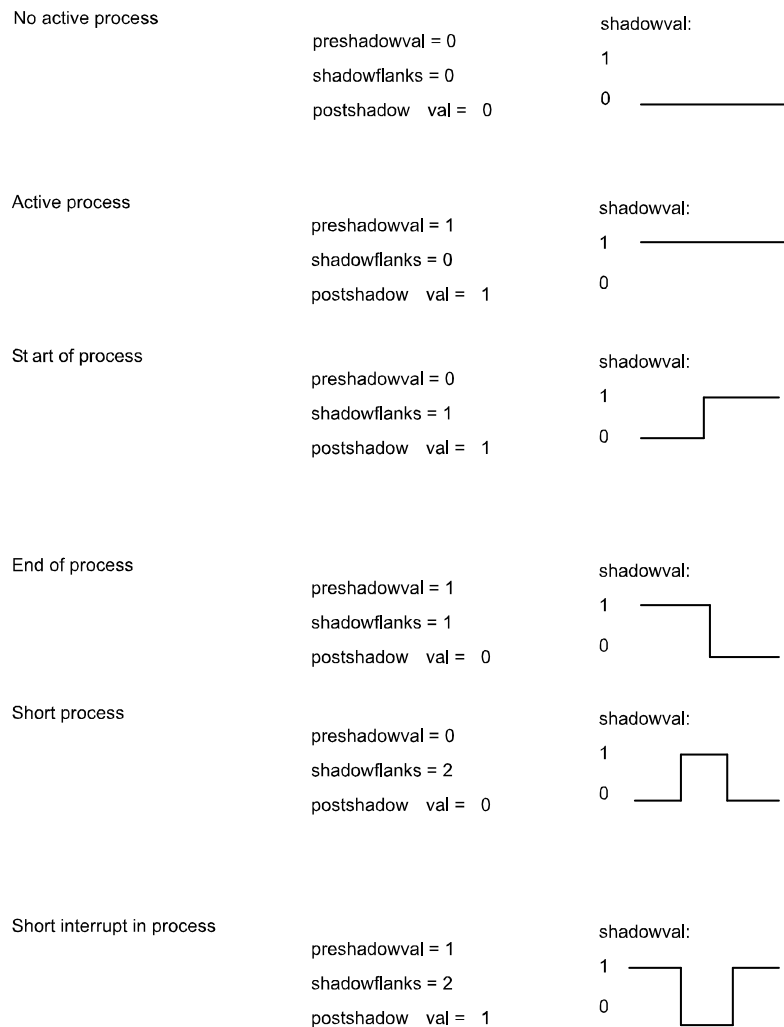 No active process
preshadowval = 0
shadowflanks = 0
postshadow val = 0
shadowval:
1
0
Active process
preshadowval = 1
shadowflanks = 0
postshadow val = 1
shadowval:
1
0
St art of process
preshadowval = 0
shadowflanks = 1
postshadow val = 1
shadowval:
1
0
End of process
preshadowval = 1
shadowflanks = 1
postshadow val = 0
shadowval:
1
0
Short process
preshadowval = 0
shadowflanks = 2
postshadow val = 0
shadowval:
1
0
Short interrupt in process
preshadowval = 1
shadowflanks = 2
postshadow val = 1
shadowval:
1
0